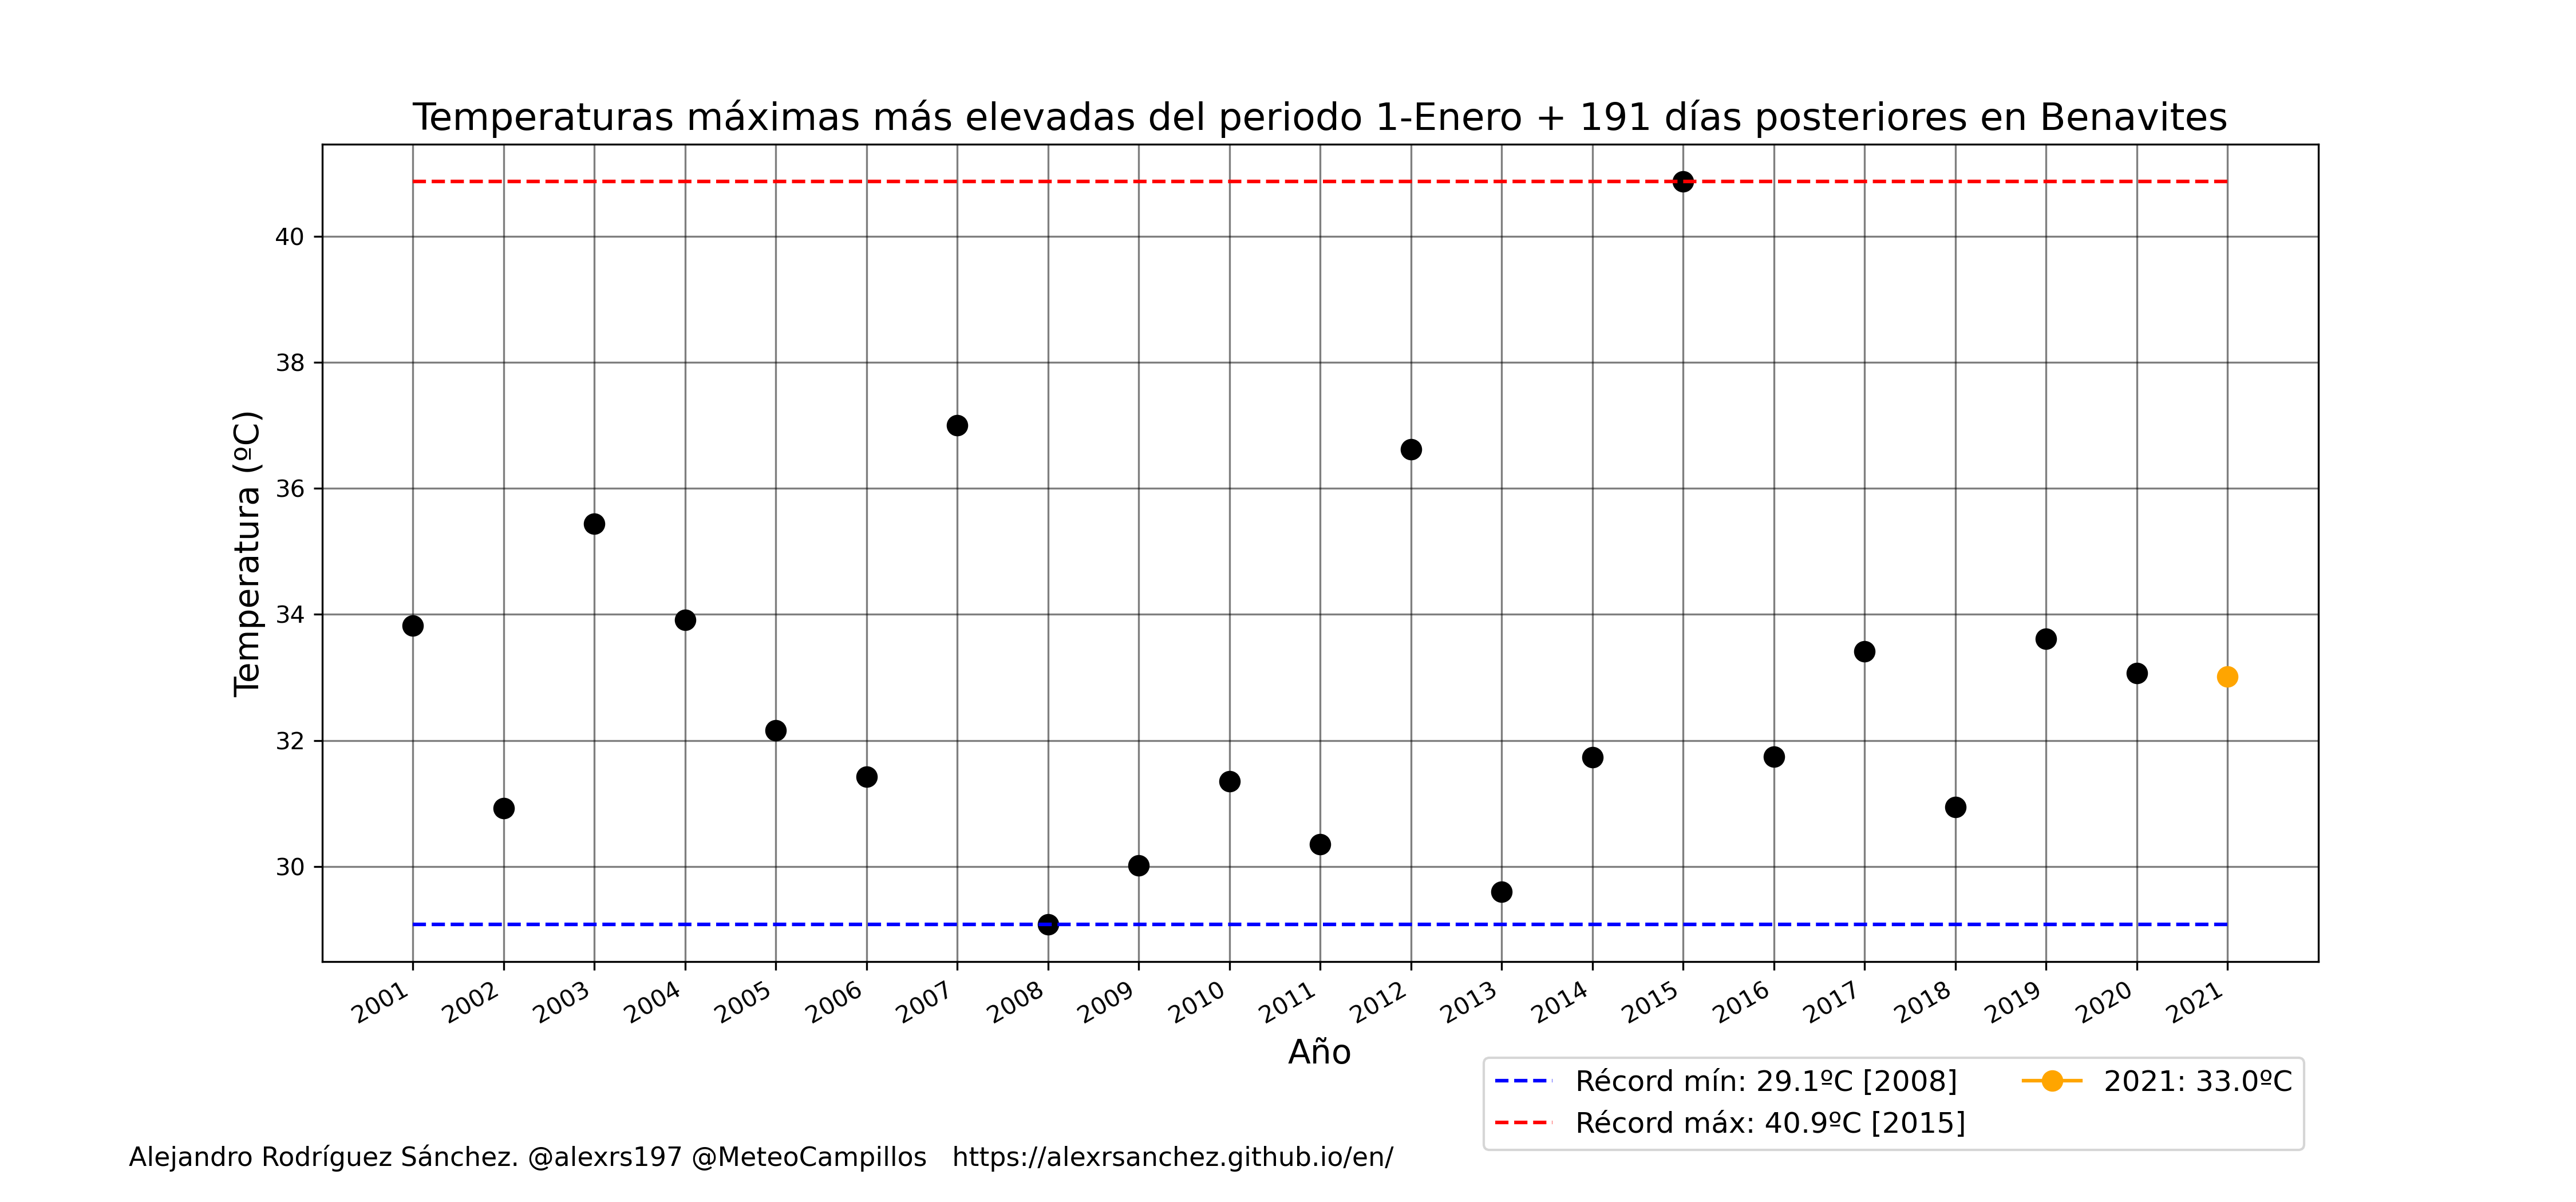 Temperaturas máximas más elevadas del periodo 1-Enero + 191 días posteriores en Benavites
Temperatura (ºC)
40
38
36
34
32
30
2001 2002 2003 2004 2005 2006 2007 2008 2009 2010 2011 2012 2013 2014 2015 2016 2017 2018 2019 2020 2021
Año
Récord mín: 29.1ºC [2008]
Récord máx: 40.9ºC [2015]
2021: 33.0ºC
Alejandro Rodríguez Sánchez. @alexrs197 @MeteoCampillos https://alexrsanchez.github.io/en/